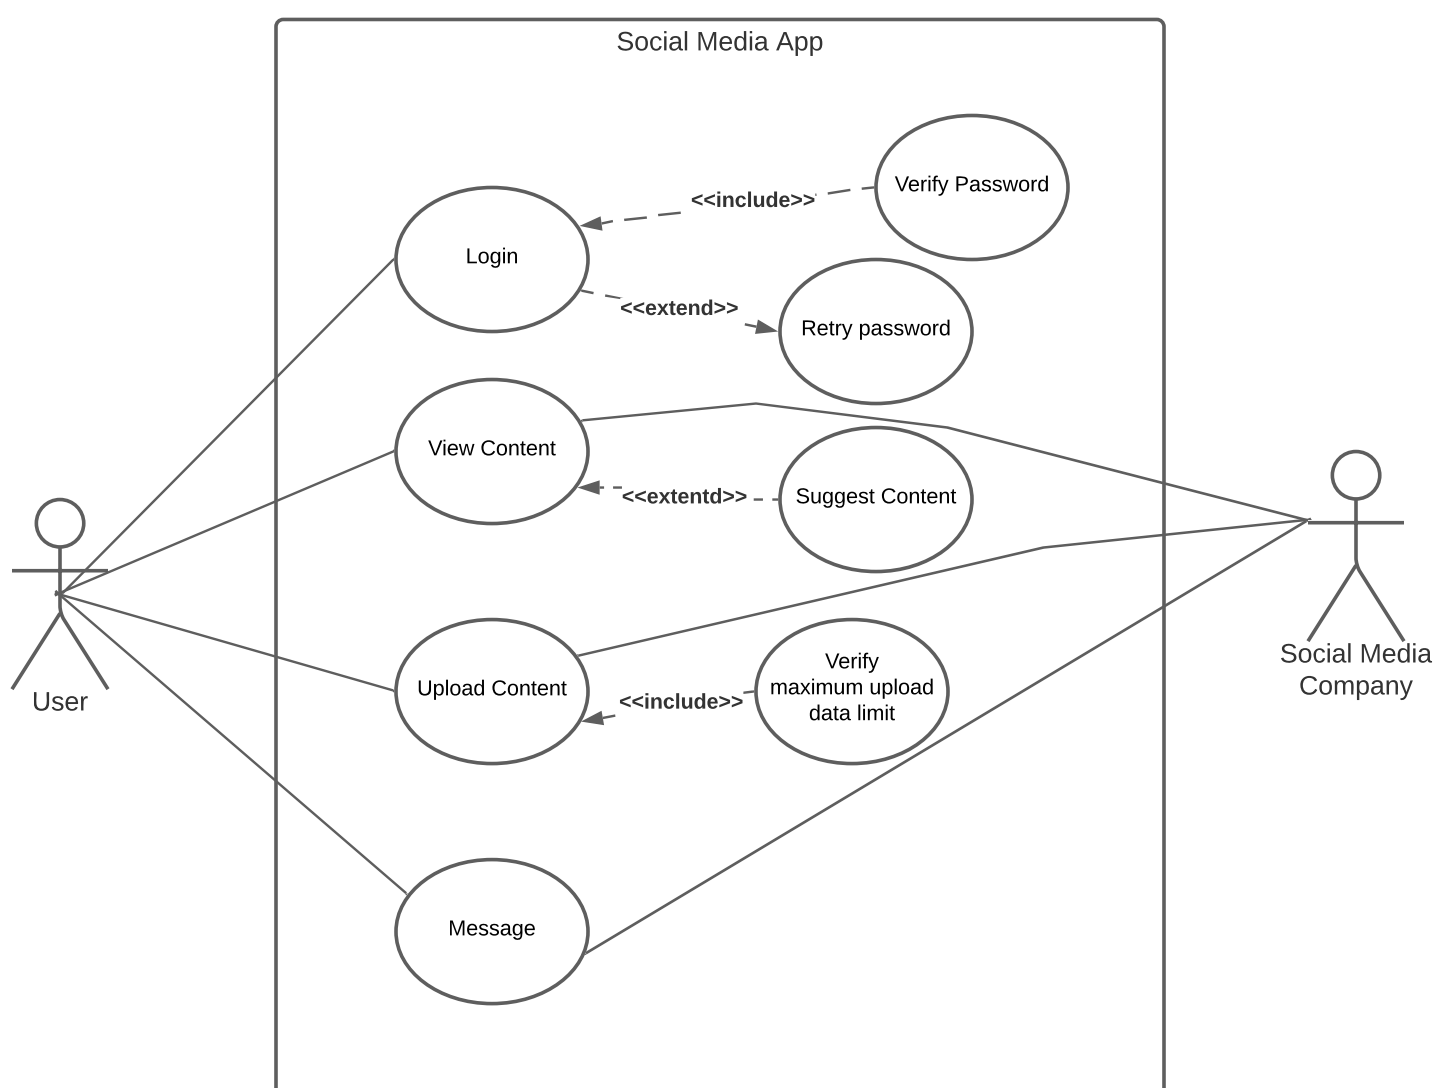 Social Media App
Verify Password
<<include>>
Login
<<extend>>
Retry password
View Content
<<extentd>>
Suggest Content
User
Social Media
Company
Upload Content
<<include>>
Verify
maximum upload
data limit
Message